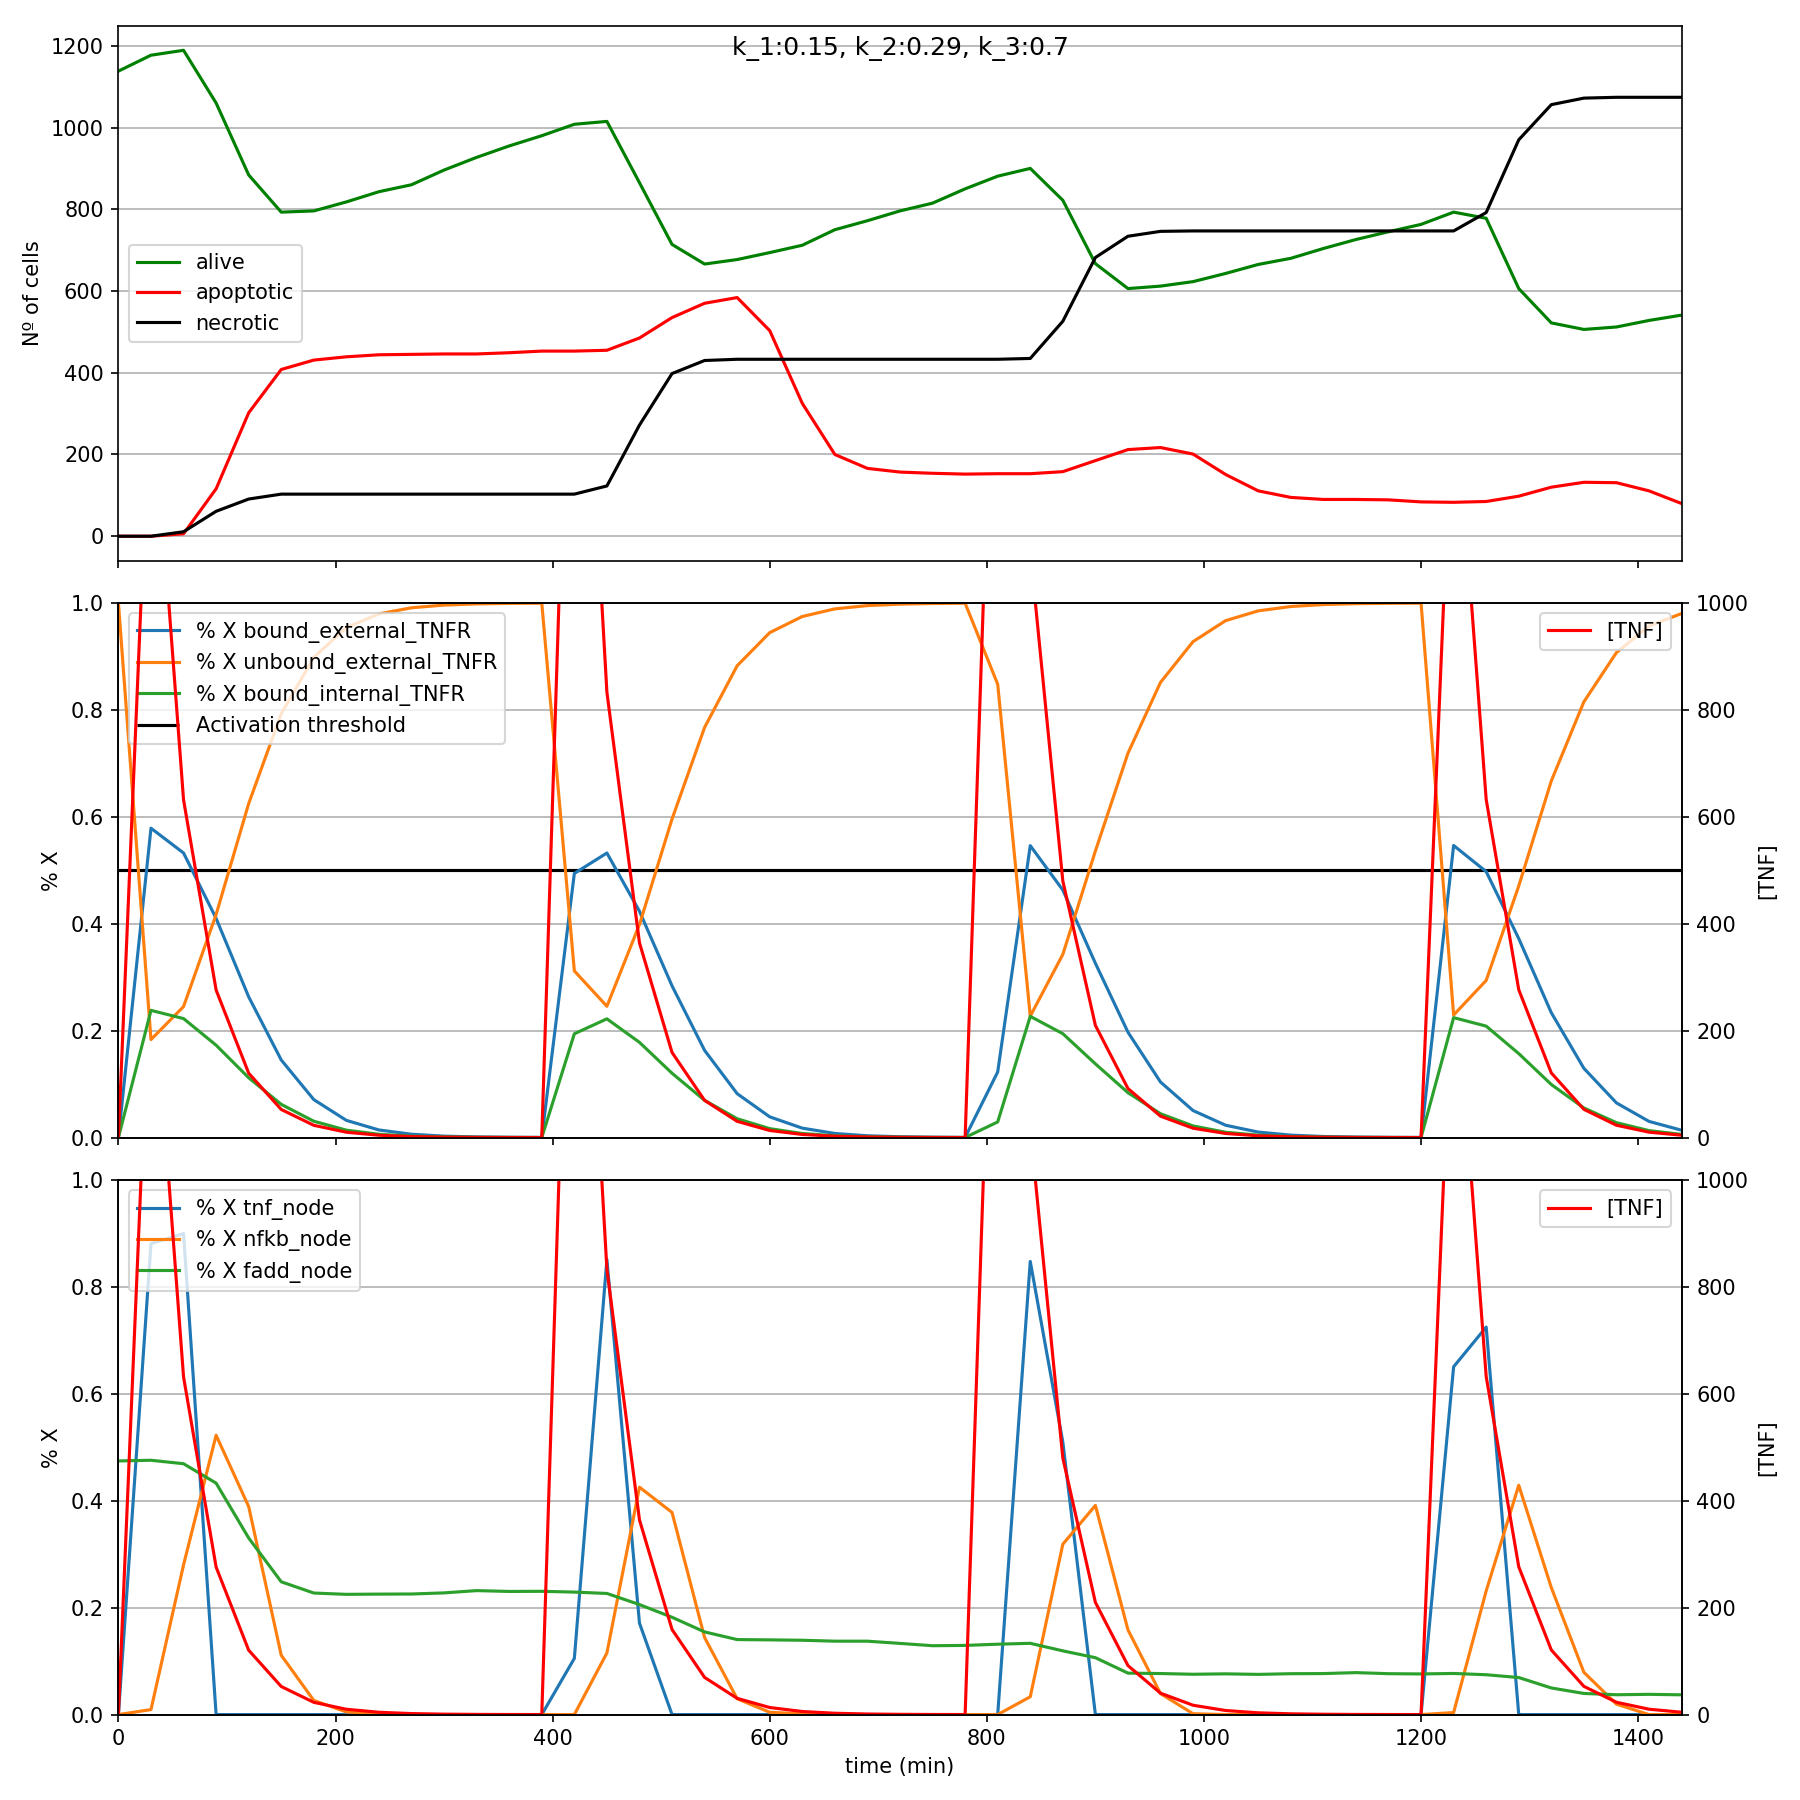 k_1:0.15, k_2:0.29, k_3:0.7
1200
1000
800
600
400
200
0
Nº of cells
alive
apoptotic
necrotic
1.0
0.8
0.6
0.4
0.2
0.0
% X
% X bound_external_TNFR
% X unbound_external_TNFR
% X bound_internal_TNFR
Activation threshold
[TNF]
1000
800
600
400
200
0
[TNF]
1.0
0.8
0.6
0.4
0.2
0.0
% X
% X tnf_node
% X nfkb_node
% X fadd_node
[TNF]
1000
800
600
400
200
0
[TNF]
0 200 400 600 800 1000 1200 1400
time (min)